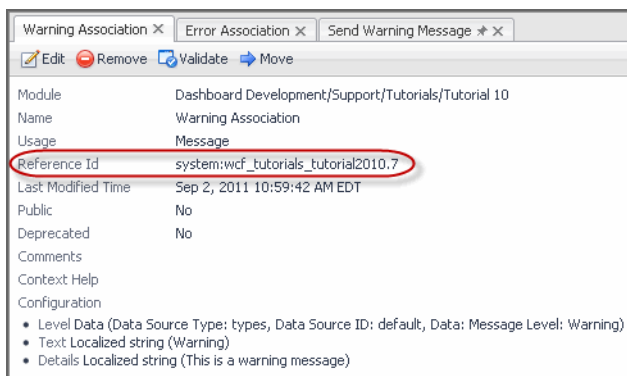 Warning Association
Error Association
Send Warning Message
Edit Remove Validate Move
Module Dashboard Development/Support/Tutorials/Tutorial 10
Name Warning Association
Usage Message
Reference Id system:wcf_tutorials_tutorial2010.7
Last Modified Time Sep 2, 2011 10:59:42 AM EDT
Public No
Deprecated No
Comments
Context Help
Configuration
• Level Data (Data Source Type: types, Data Source ID: default, Data: Message Level: Warning)
• Text Localized string (Warning)
• Details Localized string (This is a warning message)